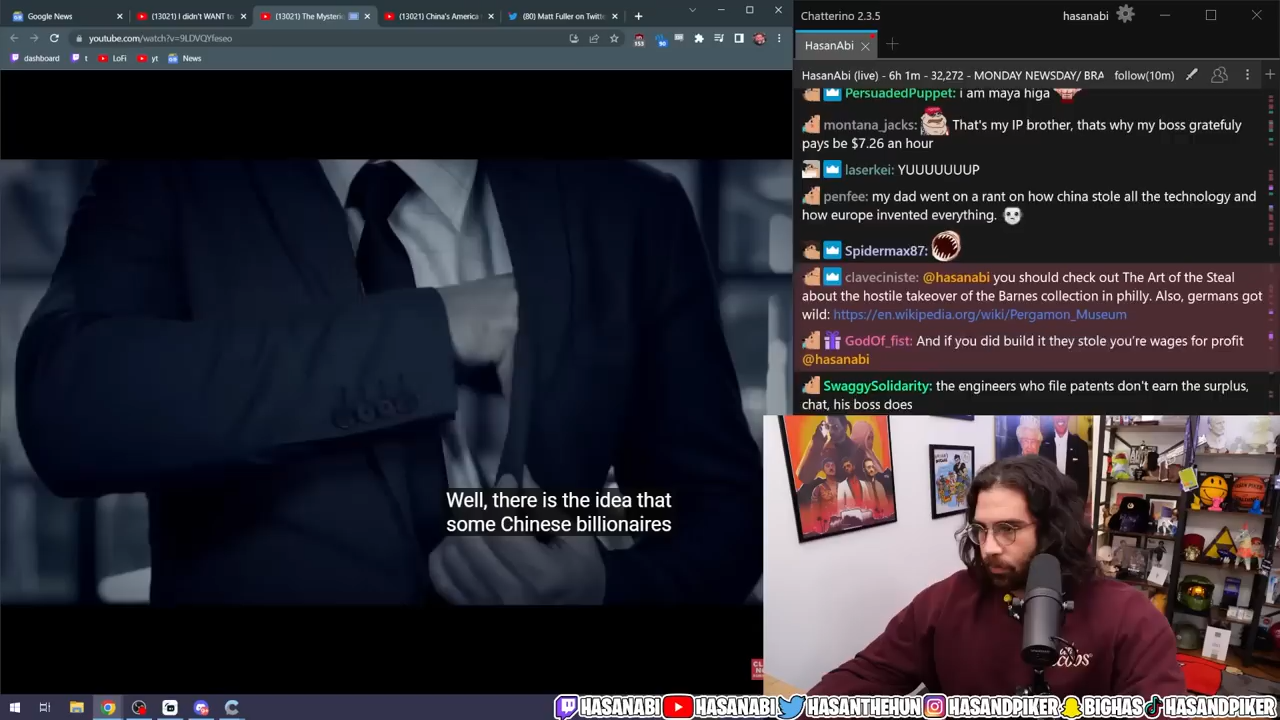 Google News
(13021) I didn't WANT to
(13021) The Mysteri
(13021) China's America
(80) Matt Fuller on Twitte
youtube.com/watch?v=9LDVQYfeseo
dashboard
t
LoFi
yt
News
Well, there is the idea that
some Chinese billionaires
Chatterino 2.3.5
hasanabi
HasanAbi
HasanAbi (live) - 6h 1m - 32,272 - MONDAY NEWSDAY/ BRA
follow(10m)
PersuadedPuppet: i am maya higa
montana_jacks: That's my IP brother, thats why my boss gratefuly
pays be $7.26 an hour
laserkei: YUUUUUUUP
penfee: my dad went on a rant on how china stole all the technology and
how europe invented everything.
Spidermax87:
claveciniste: @hasanabi you should check out The Art of the Steal
about the hostile takeover of the Barnes collection in philly. Also, germans got
wild: https://en.wikipedia.org/wiki/Pergamon_Museum
GodOf_fist: And if you did build it they stole you're wages for profit
@hasanabi
SwaggySolidarity: the engineers who file patents don't earn the surplus,
chat, his boss does
HASANABI
HASANABI
HASANTHEHUN
HASANDPIKER
BIGHAS
HASANDPIKER